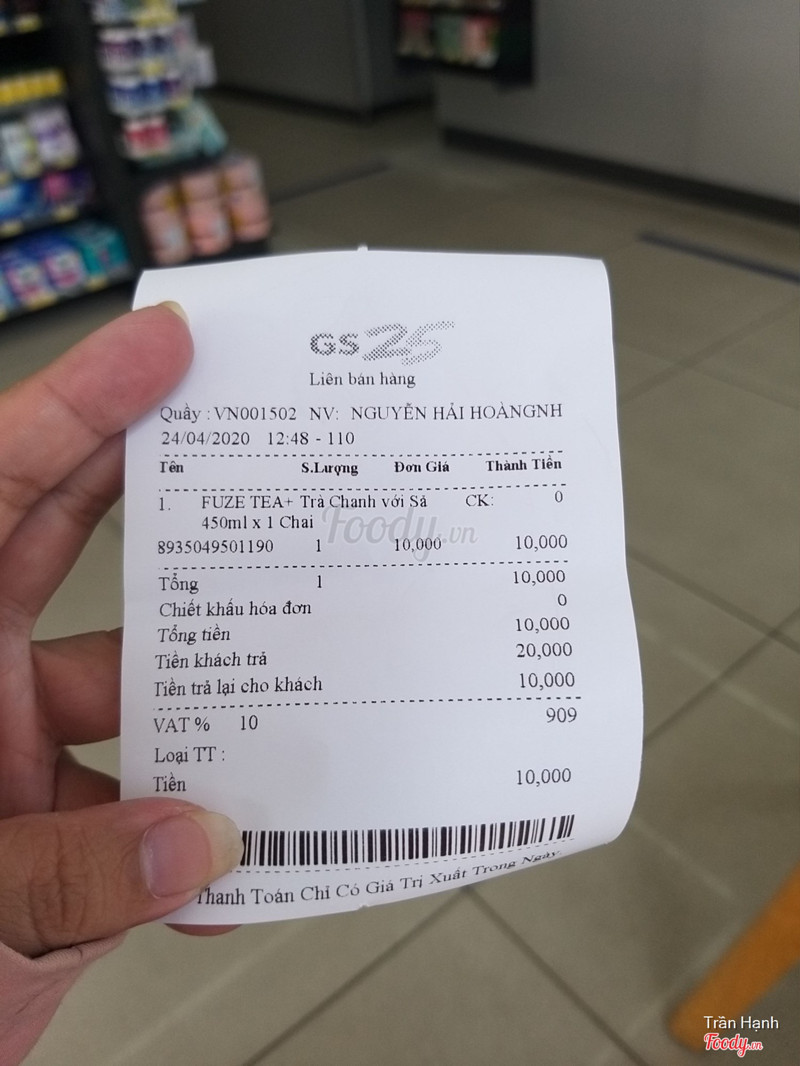 GS25
Liên bán hàng
Quầy : VN001502 NV: NGUYỄN HẢI HOÀNGNH
24/04/2020 12:48 - 110
Tên S.Lượng Đơn Giá Thành Tiền
1. FUZE TEA+ Trà Chanh với Sả CK: 0
450ml x 1 Chai
8935049501190 1 10,000 10,000
Tổng 1 10,000
Chiết khấu hóa đơn 0
Tổng tiền 10,000
Tiền khách trả 20,000
Tiền trả lại cho khách 10,000
VAT % 10 909
Loại TT :
Tiền 10,000
Thanh Toán Chỉ Có Giá Trị Xuất Trong Ngày.
Foody.vn
Trần Hạnh
Foody.vn